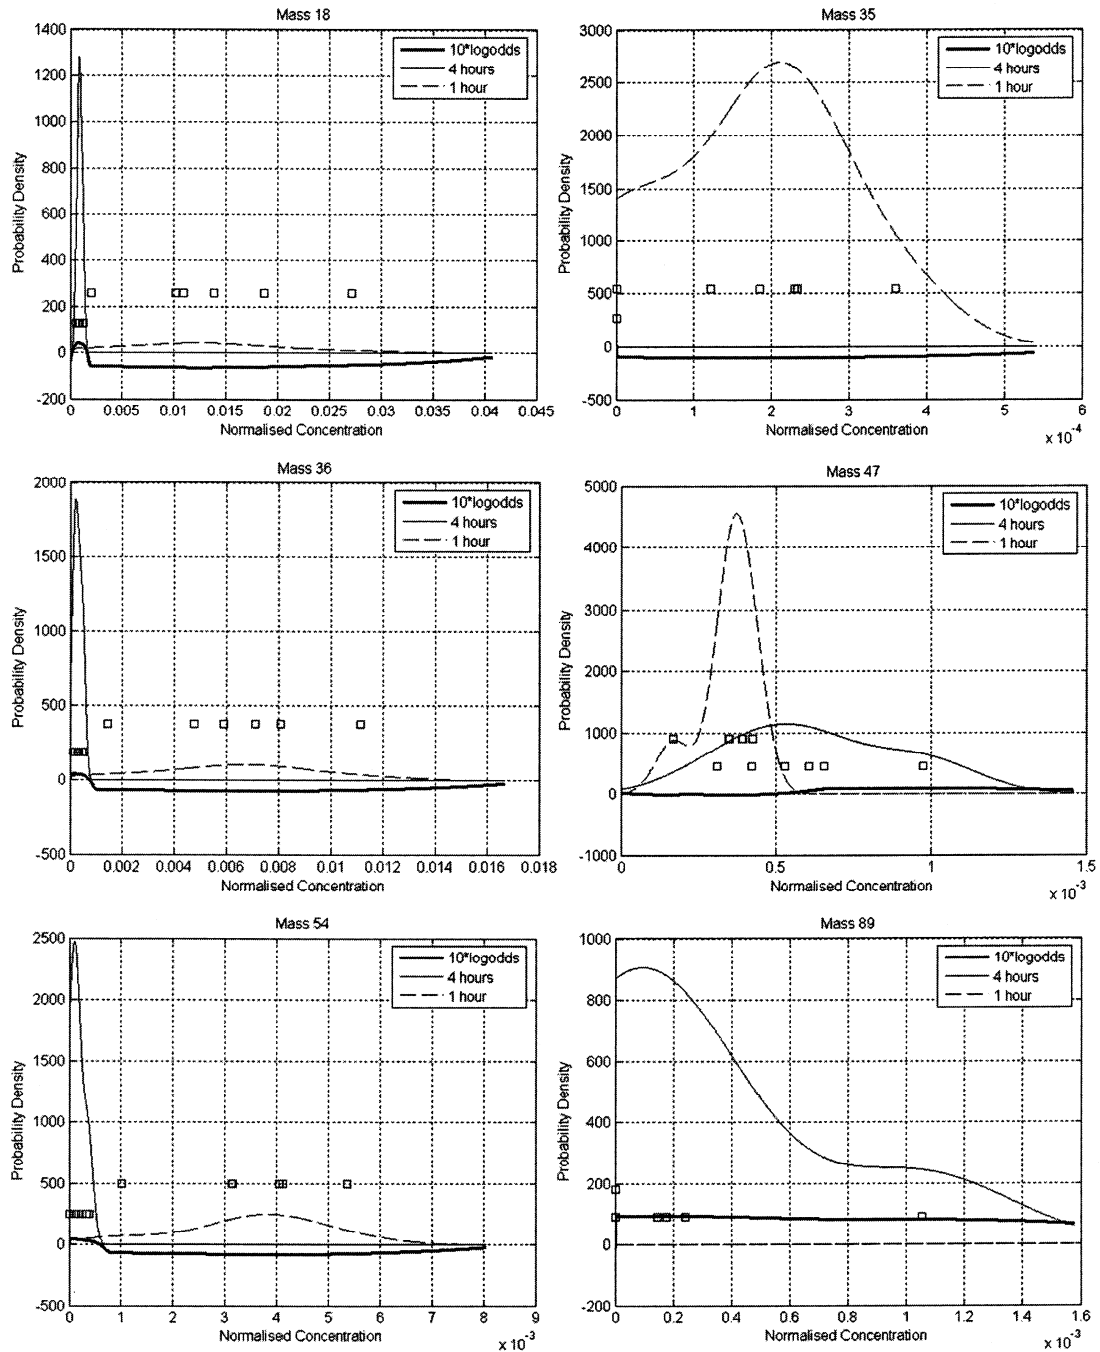 Mass 18
1400
1200
1000
800
600
400
200
0
-200
Probability Density
10*logodds
4 hours
1 hour
0 0.005 0.01 0.015 0.02 0.025 0.03 0.035 0.04 0.045
Normalised Concentration
Mass 35
3000
2500
2000
1500
1000
500
0
-500
Probability Density
10*logodds
4 hours
1 hour
0 1 2 3 4 5 6
Normalised Concentration
x 10-4
Mass 36
2000
1500
1000
500
0
-500
Probability Density
10*logodds
4 hours
1 hour
0 0.002 0.004 0.006 0.008 0.01 0.012 0.014 0.016 0.018
Normalised Concentration
Mass 47
5000
4000
3000
2000
1000
0
-1000
Probability Density
10*logodds
4 hours
1 hour
0 0.5 1 1.5
Normalised Concentration
x 10-3
Mass 54
2500
2000
1500
1000
500
0
-500
Probability Density
10*logodds
4 hours
1 hour
0 1 2 3 4 5 6 7 8 9
Normalised Concentration
x 10-3
Mass 89
1000
800
600
400
200
0
-200
Probability Density
10*logodds
4 hours
1 hour
0 0.2 0.4 0.6 0.8 1 1.2 1.4 1.6
Normalised Concentration
x 10-3